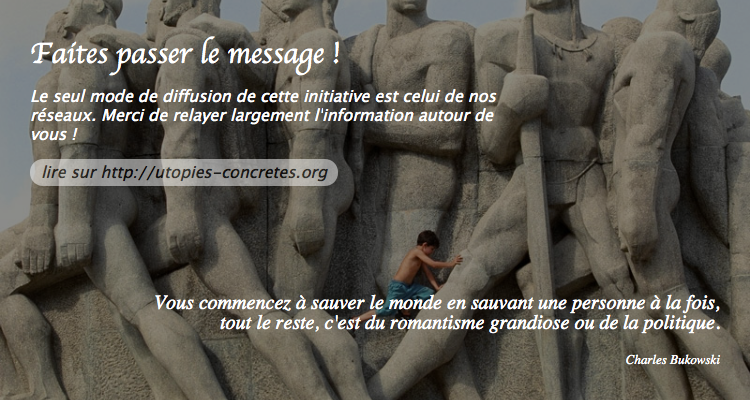 Faites passer le message !
Le seul mode de diffusion de cette initiative est celui de nos
réseaux. Merci de relayer largement l'information autour de
vous !
lire sur http://utopies-concretes.org
Vous commencez à sauver le monde en sauvant une personne à la fois,
tout le reste, c'est du romantisme grandiose ou de la politique.
Charles Bukowski